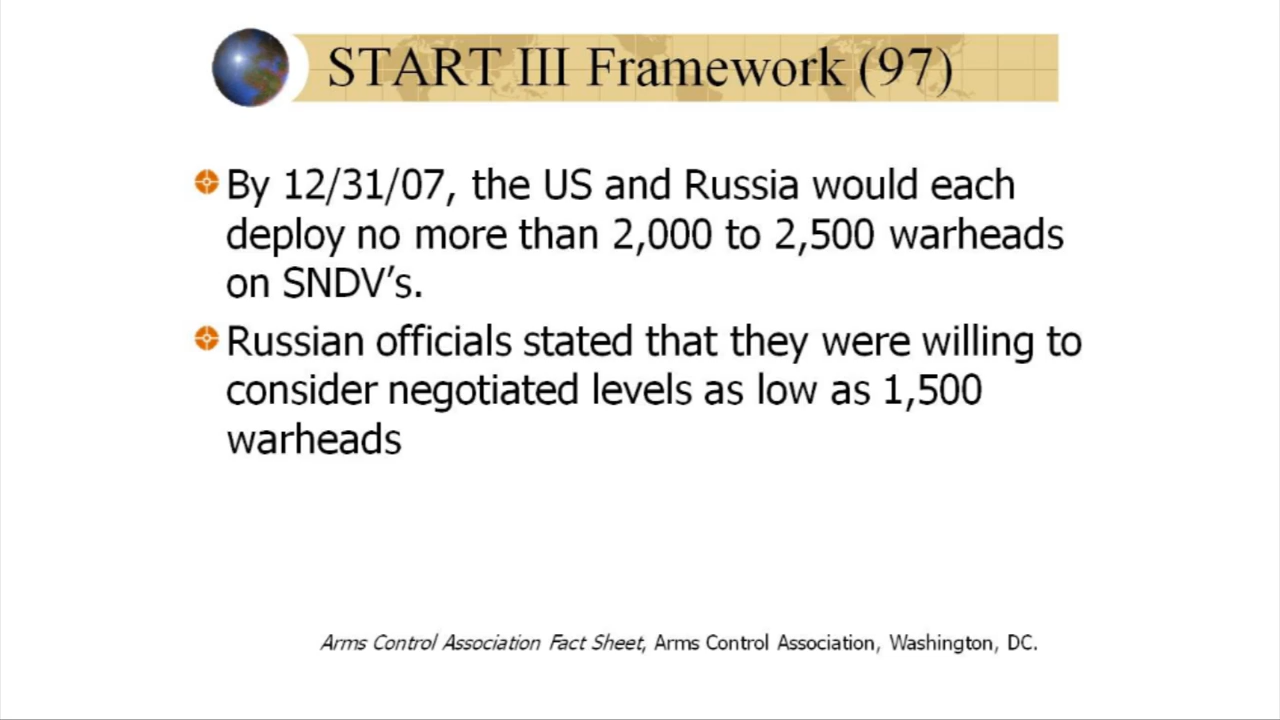 START III Framework (97)
By 12/31/07, the US and Russia would each
deploy no more than 2,000 to 2,500 warheads
on SNDV’s.
Russian officials stated that they were willing to
consider negotiated levels as low as 1,500
warheads
Arms Control Association Fact Sheet, Arms Control Association, Washington, DC.